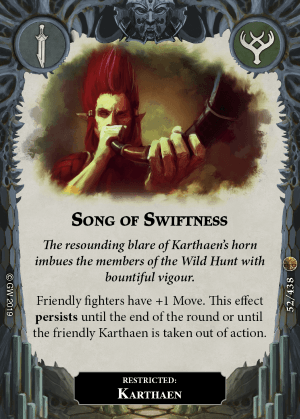 SONG OF SWIFTNESS
The resounding blare of Karthaen's horn
imbues the members of the Wild Hunt with
bountiful vigour.
Friendly fighters have +1 Move. This effect
persists until the end of the round or until
the friendly Karthaen is taken out of action.
© GW 2019
52/438
RESTRICTED:
KARTHAEN